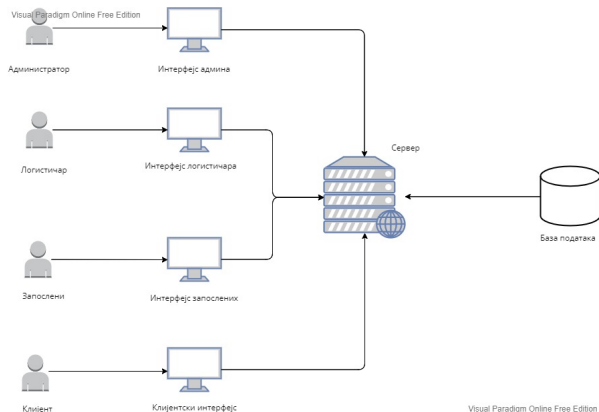 Visual Paradigm Online Free Edition
Администратор
Интерфејс админа
Логистичар
Интерфејс логистичара
Сервер
База података
Запослени
Интерфејс запослених
Клијент
Клијентски интерфејс
Visual Paradigm Online Free Edition